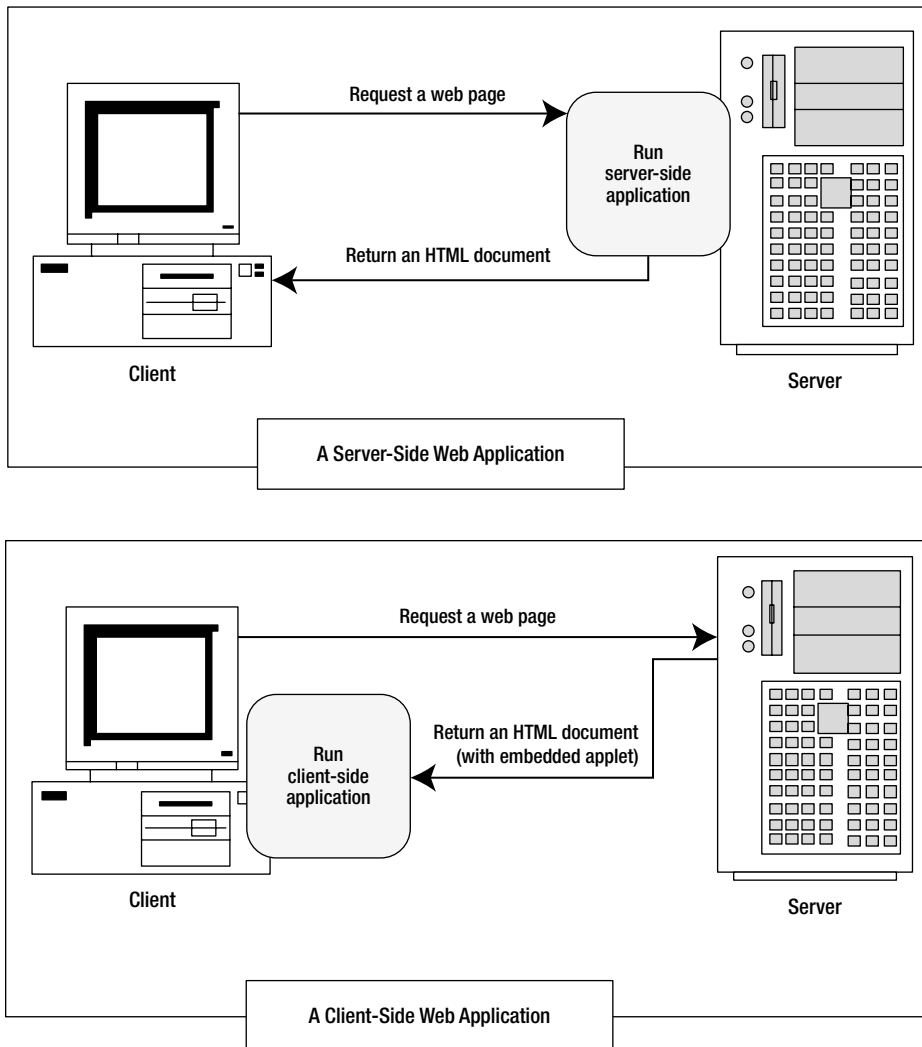 Request a web page
Run
server-side
application
Return an HTML document
Client
Server
A Server-Side Web Application
Request a web page
Return an HTML document
(with embedded applet)
Run
client-side
application
Client
Server
A Client-Side Web Application